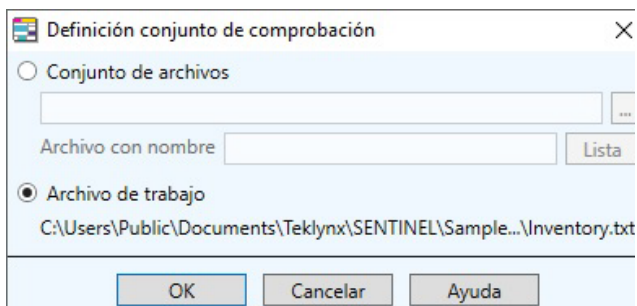 Definición conjunto de comprobación
Conjunto de archivos
...
Archivo con nombre
Lista
Archivo de trabajo
C:\Users\Public\Documents\Teklynx\SENTINEL\Sample...\Inventory.txt
OK Cancelar Ayuda